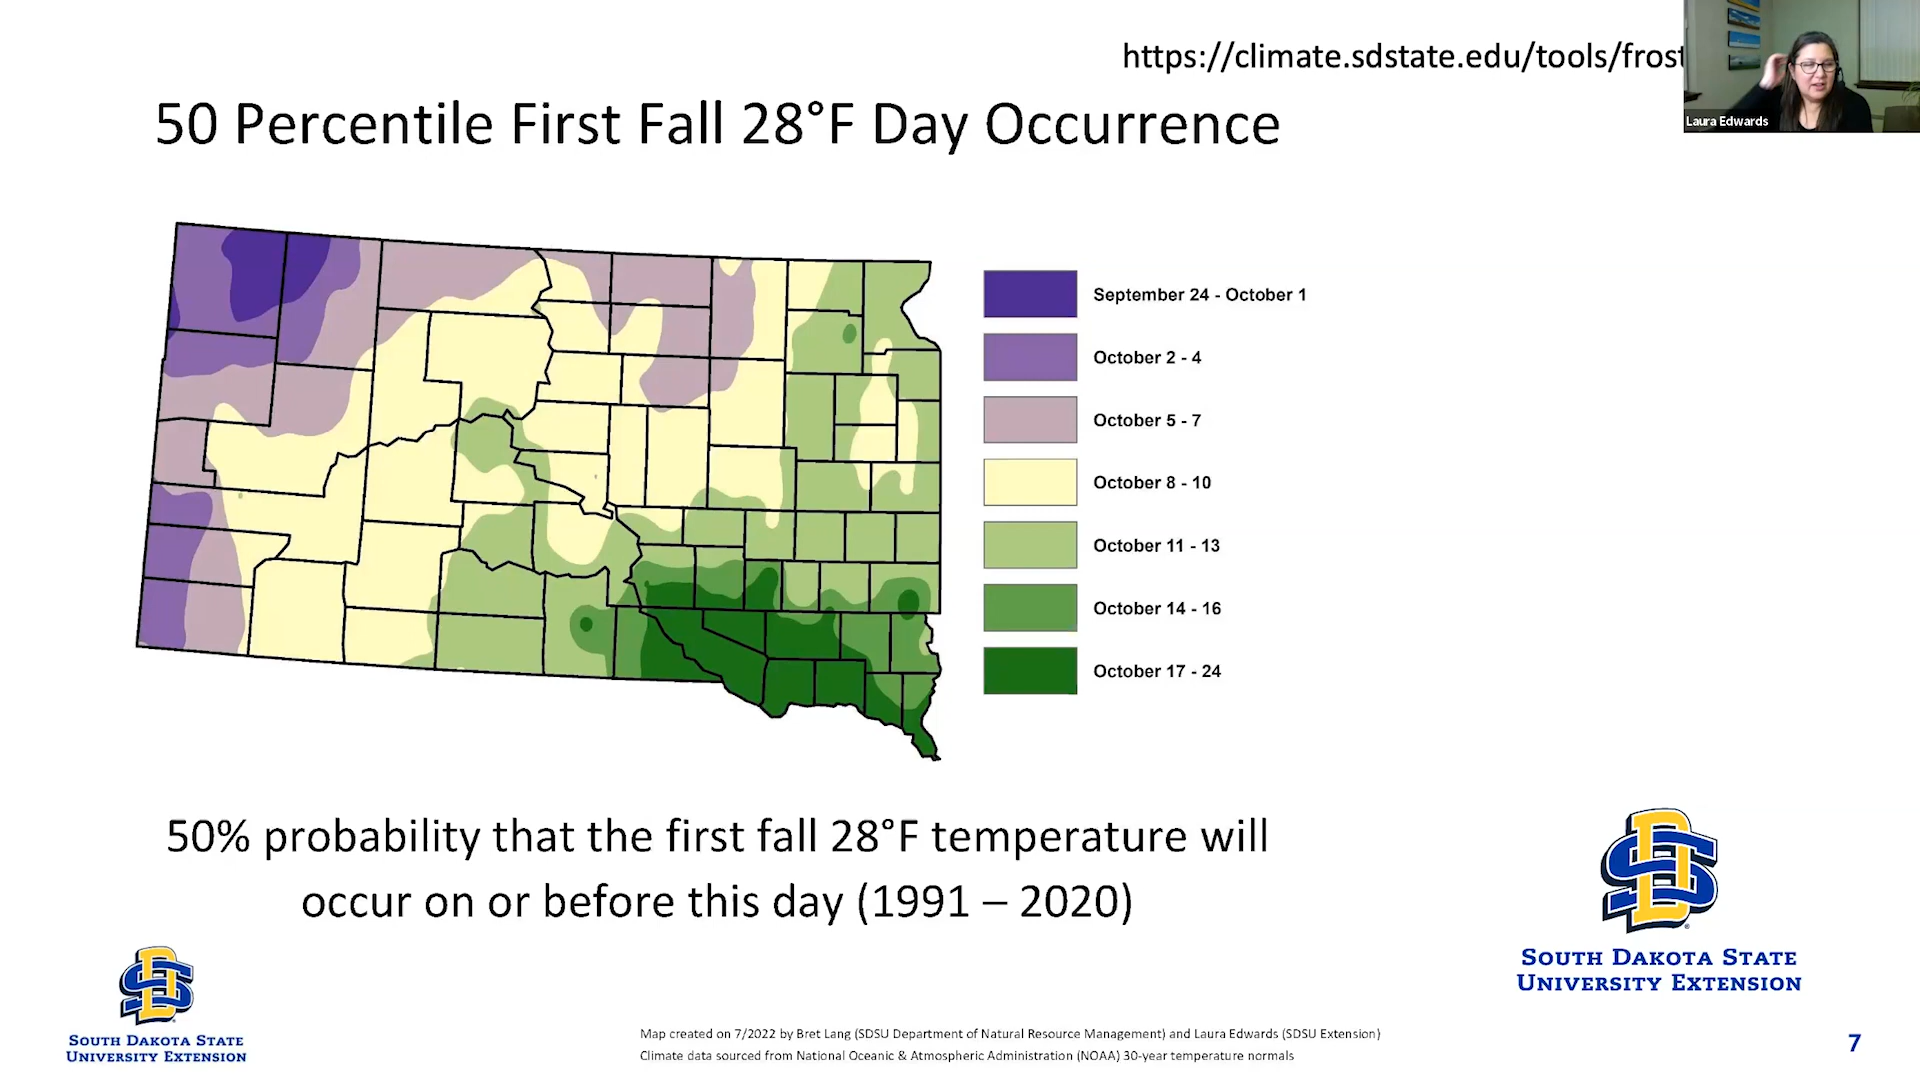 https://climate.sdstate.edu/tools/frost
Laura Edwards
50 Percentile First Fall 28°F Day Occurrence
September 24 - October 1
October 2 - 4
October 5 - 7
October 8 - 10
October 11 - 13
October 14 - 16
October 17 - 24
50% probability that the first fall 28°F temperature will
occur on or before this day (1991 – 2020)
SOUTH DAKOTA STATE
UNIVERSITY EXTENSION
SOUTH DAKOTA STATE
UNIVERSITY EXTENSION
Map created on 7/2022 by Bret Lang (SDSU Department of Natural Resource Management) and Laura Edwards (SDSU Extension)
Climate data sourced from National Oceanic & Atmospheric Administration (NOAA) 30-year temperature normals
7